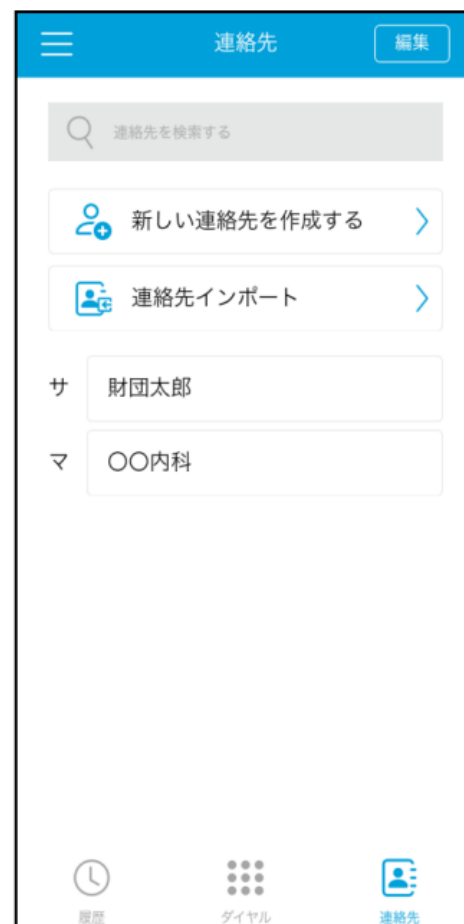 連絡先
編集
連絡先を検索する
新しい連絡先を作成する
連絡先インポート
サ
財団太郎
マ
〇〇内科
履歴
ダイヤル
連絡先